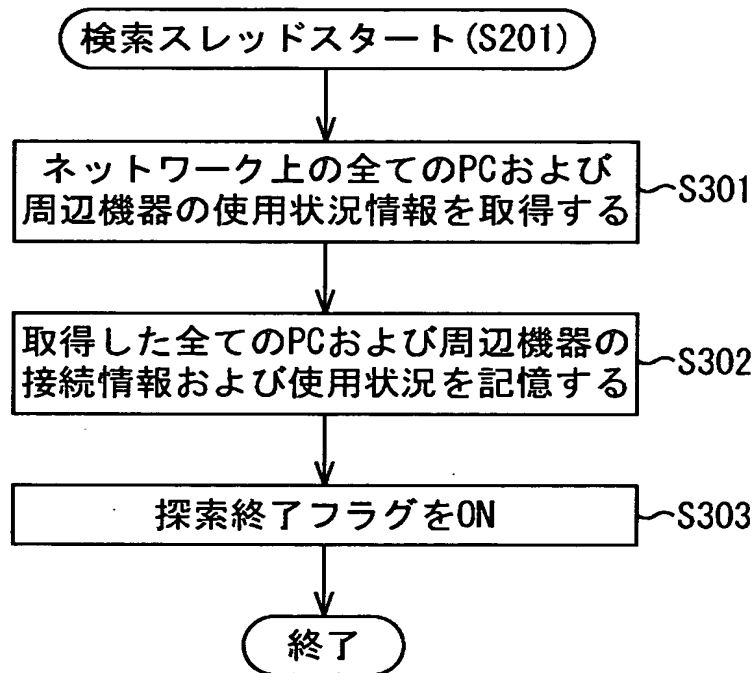 検索スレッドスタート(S201)
ネットワーク上の全てのPCおよび
周辺機器の使用状況情報を取得する
S301
取得した全てのPCおよび周辺機器の
接続情報および使用状況を記憶する
S302
探索終了フラグをON
S303
終了